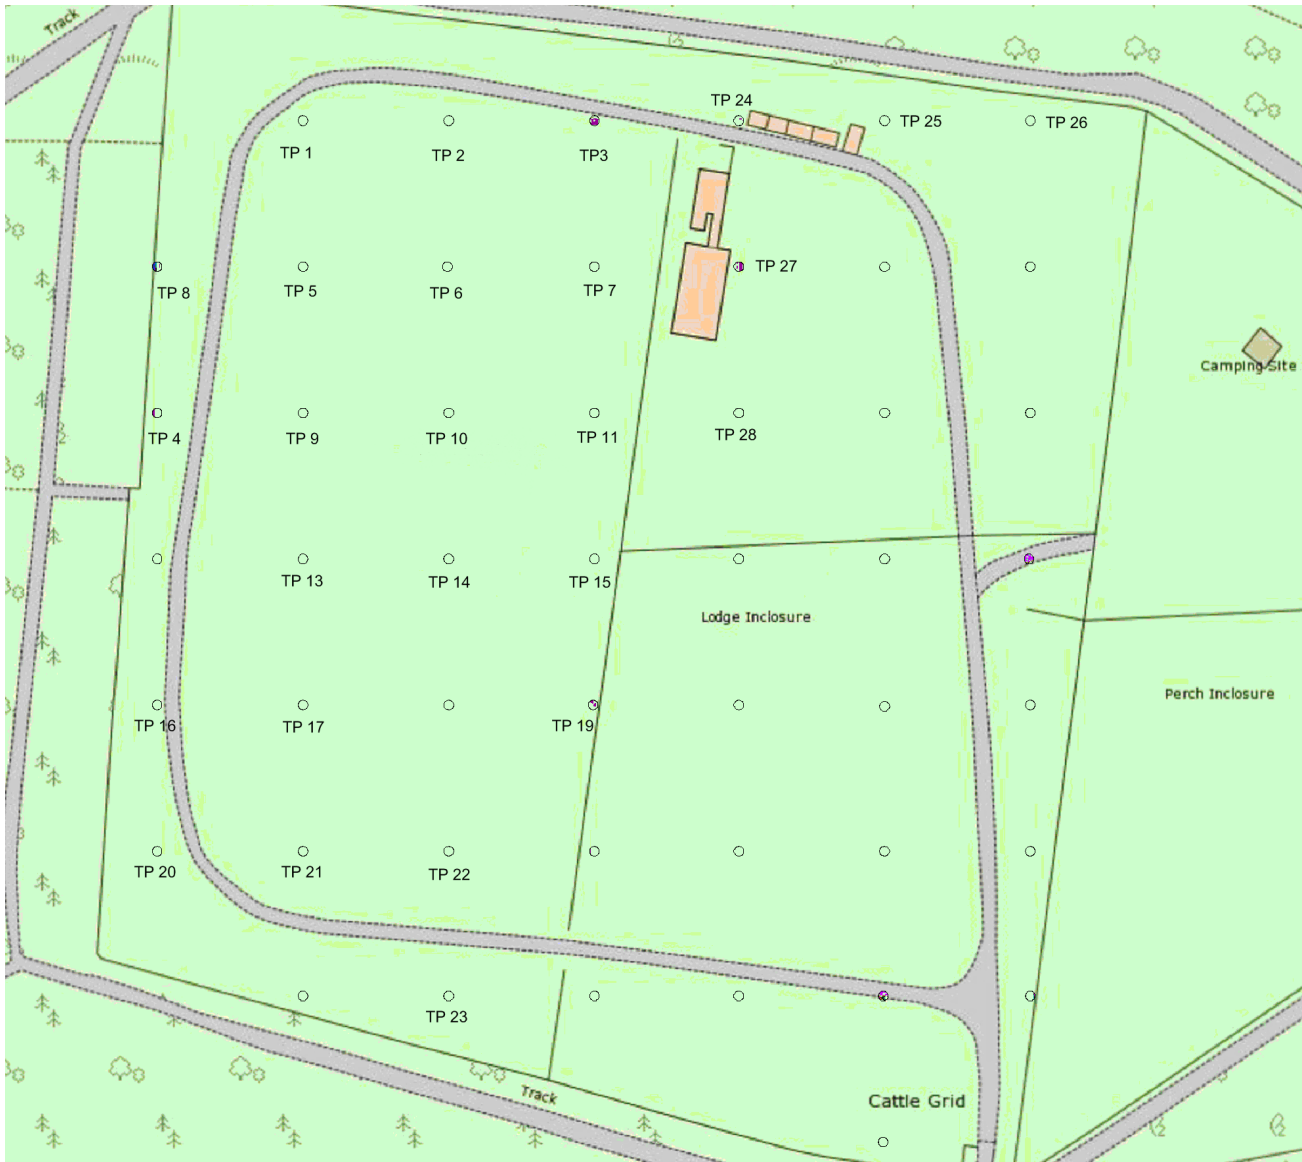 Track
TP 24
TP 25
TP 26
TP 1
TP 2
TP3
TP 27
TP 8
TP 5
TP 6
TP 7
Camping Site
TP 4
TP 9
TP 10
TP 11
TP 28
TP 13
TP 14
TP 15
Lodge Inclosure
Perch Inclosure
TP 16
TP 17
TP 19
TP 20
TP 21
TP 22
TP 23
Track
Cattle Grid